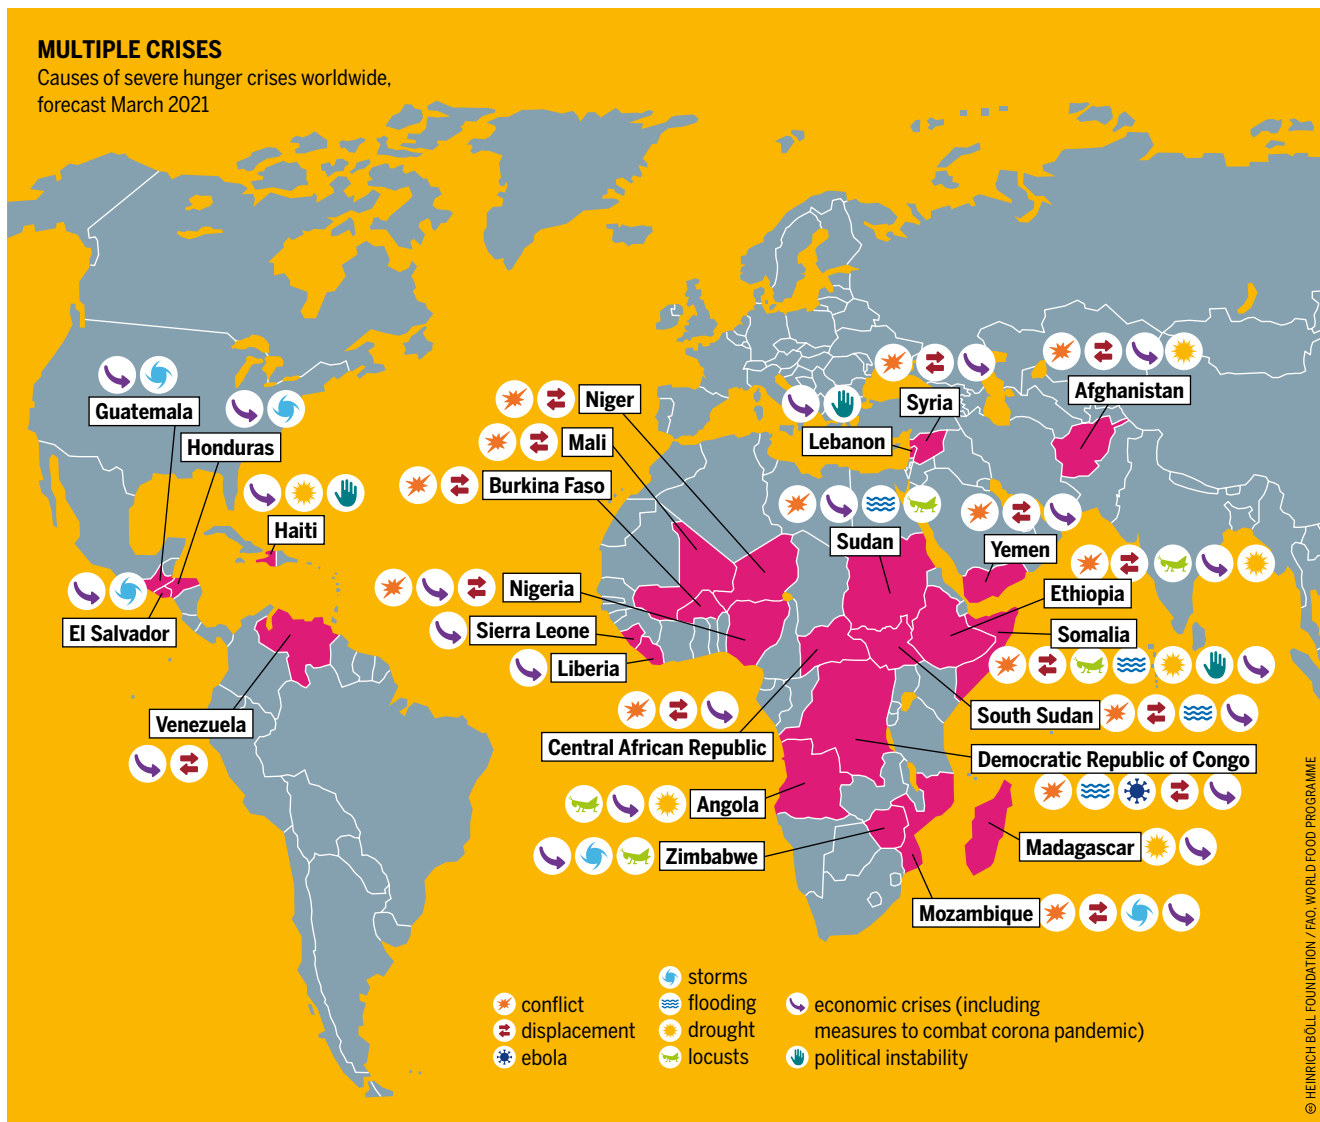 MULTIPLE CRISES
Causes of severe hunger crises worldwide,
forecast March 2021
Guatemala
Honduras
Haiti
El Salvador
Venezuela
Niger
Mali
Burkina Faso
Nigeria
Sierra Leone
Liberia
Central African Republic
Angola
Zimbabwe
Syria
Lebanon
Afghanistan
Sudan
Yemen
Ethiopia
Somalia
South Sudan
Democratic Republic of Congo
Madagascar
Mozambique
conflict
displacement
ebola
storms
flooding
drought
locusts
economic crises (including
measures to combat corona pandemic)
political instability
HEINRICH BÖLL FOUNDATION / FAO, WORLD FOOD PROGRAMME